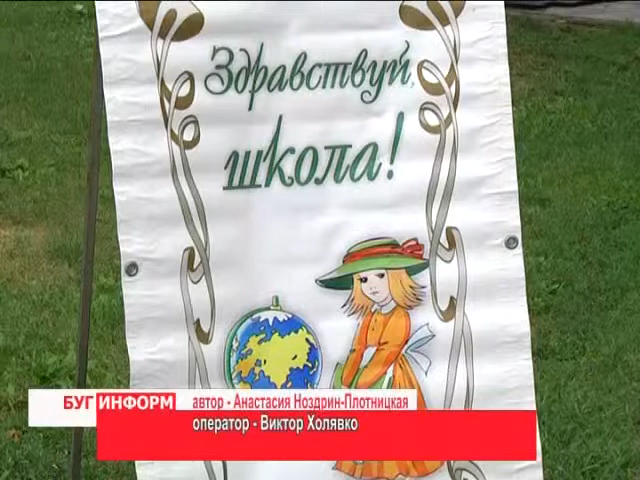 Здравствуй,
школа!
БУГ ИНФОРМ
автор - Анастасия Ноздрин-Плотницкая
оператор - Виктор Холявко